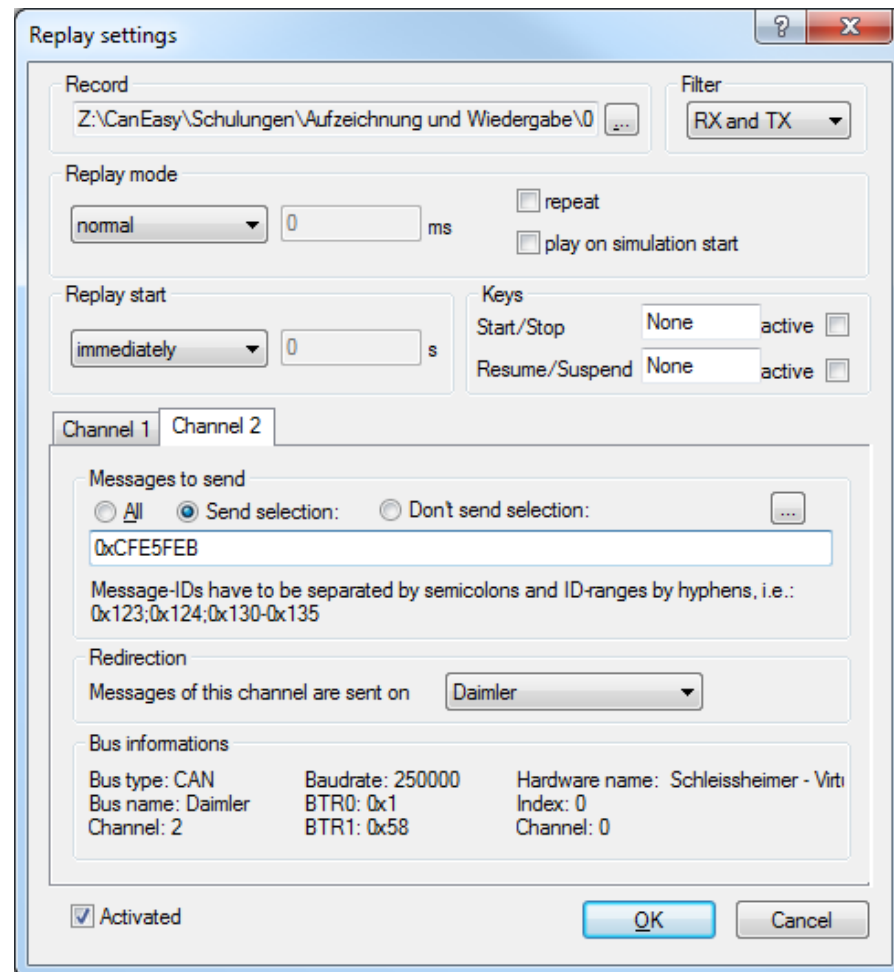 Replay settings
Record
Filter
Z:\CanEasy\Schulungen\Aufzeichnung und Wiedergabe\0
...
RX and TX
Replay mode
normal
0
ms
repeat
play on simulation start
Replay start
immediately
0
s
Keys
Start/Stop
None
active
Resume/Suspend
None
active
Channel 1
Channel 2
Messages to send
All
Send selection:
Don't send selection:
...
0xCFE5FEB
Message-IDs have to be separated by semicolons and ID-ranges by hyphens, i.e.:
0x123;0x124;0x130-0x135
Redirection
Messages of this channel are sent on
Daimler
Bus informations
Bus type: CAN
Baudrate: 250000
Hardware name: Schleissheimer - Virtu
Bus name: Daimler
BTR0: 0x1
Index: 0
Channel: 2
BTR1: 0x58
Channel: 0
Activated
OK
Cancel